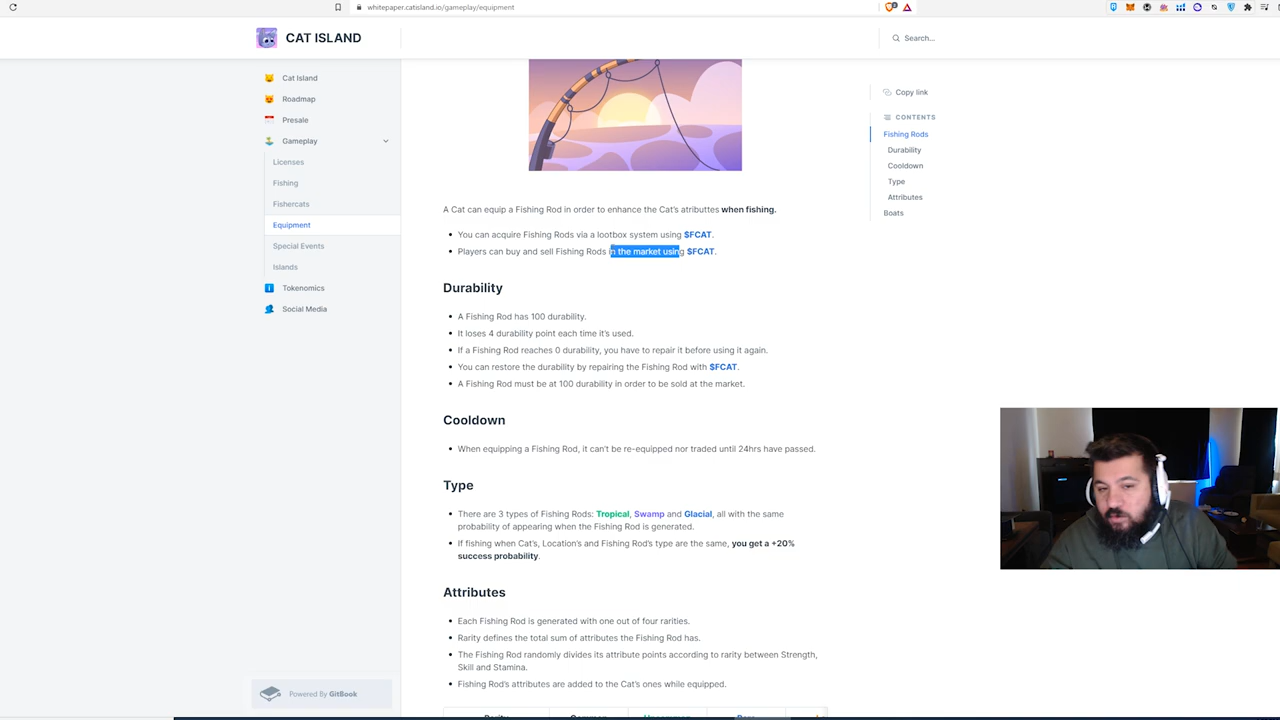 whitepaper.catisland.io/gameplay/equipment
CAT ISLAND
Search...
Cat Island
Roadmap
Presale
Gameplay
Licenses
Fishing
Fishercats
Equipment
Special Events
Islands
Tokenomics
Social Media
Powered By GitBook
A Cat can equip a Fishing Rod in order to enhance the Cat's atributtes when fishing.
You can acquire Fishing Rods via a lootbox system using $FCAT.
Players can buy and sell Fishing Rods in the market using $FCAT.
Durability
A Fishing Rod has 100 durability.
It loses 4 durability point each time it's used.
If a Fishing Rod reaches 0 durability, you have to repair it before using it again.
You can restore the durability by repairing the Fishing Rod with $FCAT.
A Fishing Rod must be at 100 durability in order to be sold at the market.
Cooldown
When equipping a Fishing Rod, it can't be re-equipped nor traded until 24hrs have passed.
Type
There are 3 types of Fishing Rods: Tropical, Swamp and Glacial, all with the same
probability of appearing when the Fishing Rod is generated.
If fishing when Cat's, Location's and Fishing Rod's type are the same, you get a +20%
success probability.
Attributes
Each Fishing Rod is generated with one out of four rarities.
Rarity defines the total sum of attributes the Fishing Rod has.
The Fishing Rod randomly divides its attribute points according to rarity between Strength,
Skill and Stamina.
Fishing Rod's attributes are added to the Cat's ones while equipped.
Rarity Common Uncommon Rare
Copy link
CONTENTS
Fishing Rods
Durability
Cooldown
Type
Attributes
Boats